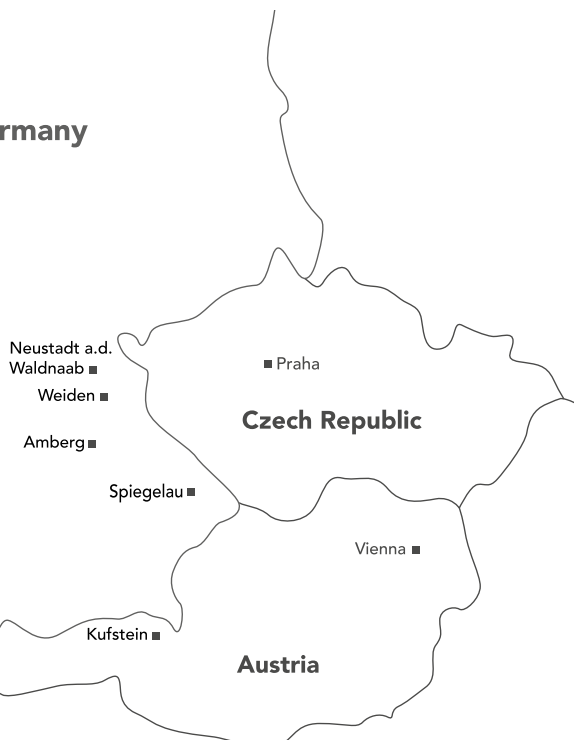 rmany
Neustadt a.d.
Waldnaab
Praha
Weiden
Czech Republic
Amberg
Spiegelau
Vienna
Kufstein
Austria